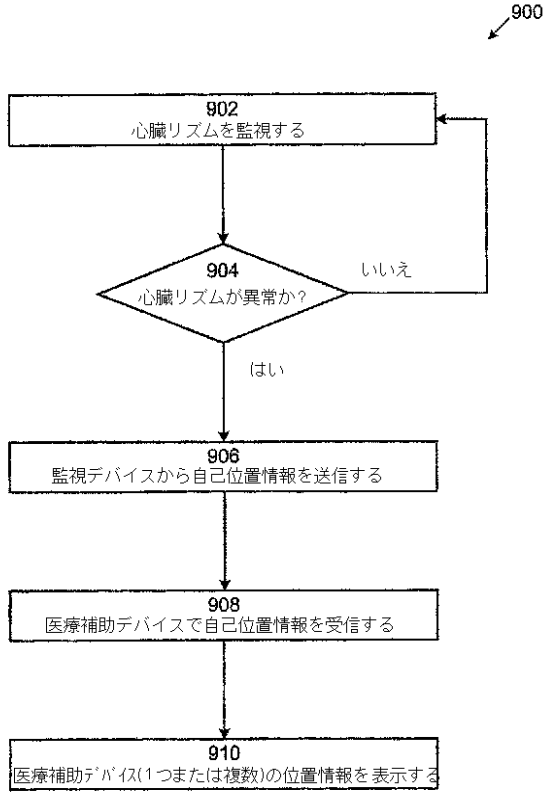 900
902
心臓リズムを監視する
904
心臓リズムが異常か?
いいえ
はい
906
監視デバイスから自己位置情報を送信する
908
医療補助デバイスで自己位置情報を受信する
910
医療補助ﾃﾞﾊﾞｲｽ(1つまたは複数)の位置情報を表示する